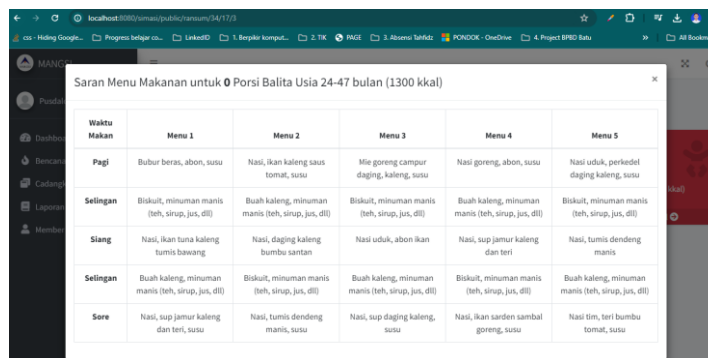 localhost:8080/simasi/public/ransum/34/17/3
css - Hiding Google... Progress belajar co... LinkedID 1. Berpikir komput... 2. TIK PAGE 3. Absensi Tahfidz PONDOK - OneDrive 4. Project BPBD Batu » All Bookm
MANGS
Pusdal
Dashbo
Bencana
Cadang
Laporan
Member
kkal)
Saran Menu Makanan untuk 0 Porsi Balita Usia 24-47 bulan (1300 kkal) ×
Waktu
Makan Menu 1 Menu 2 Menu 3 Menu 4 Menu 5
Pagi Bubur beras, abon, susu Nasi, ikan kaleng saus Mie goreng campur Nasi goreng, abon, susu Nasi uduk, perkedel
tomat, susu daging, kaleng, susu daging kaleng, susu
Selingan Biskuit, minuman manis Buah kaleng, minuman Biskuit, minuman manis Buah kaleng, minuman Biskuit, minuman manis
(teh, sirup, jus, dll) manis (teh, sirup, jus, dll) (teh, sirup, jus, dll) manis (teh, sirup, jus, dll) (teh, sirup, jus, dll)
Siang Nasi, ikan tuna kaleng Nasi, daging kaleng Nasi uduk, abon ikan Nasi, sup jamur kaleng Nasi, tumis dendeng
tumis bawang bumbu santan dan teri manis
Selingan Buah kaleng, minuman Biskuit, minuman manis Buah kaleng, minuman Biskuit, minuman manis Buah kaleng, minuman
manis (teh, sirup, jus, dll) (teh, sirup, jus, dll) manis (teh, sirup, jus, dll) (teh, sirup, jus, dll) manis (teh, sirup, jus, dll)
Sore Nasi, sup jamur kaleng Nasi, tumis dendeng Nasi, sup daging kaleng, Nasi, ikan sarden sambal Nasi tim, teri bumbu
dan teri, susu manis, susu susu goreng, susu tomat, susu